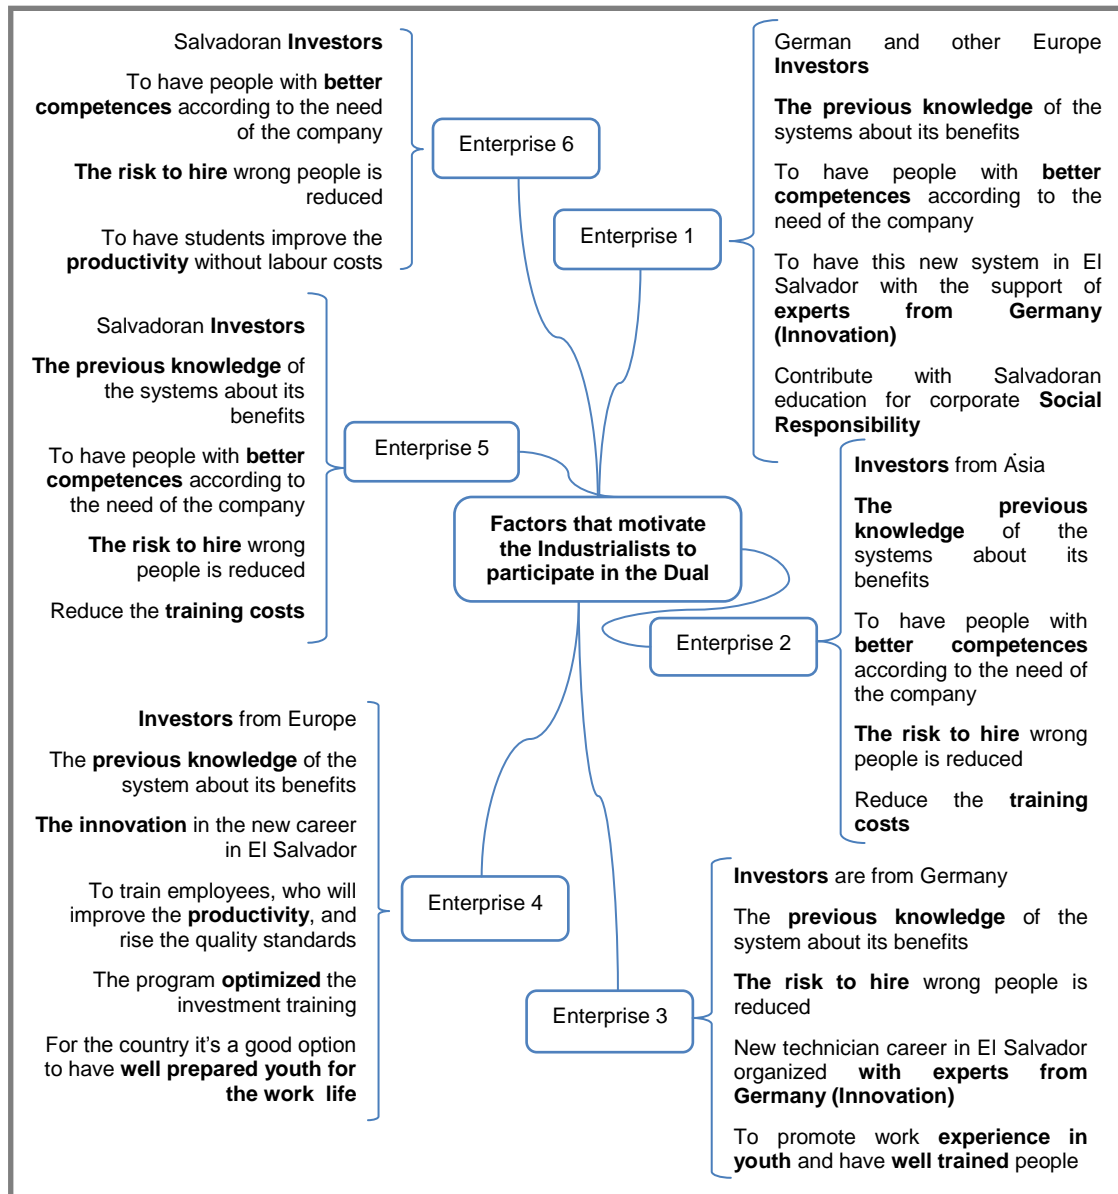 Salvadoran Investors
To have people with better
competences according to the need
of the company
The risk to hire wrong people is
reduced
To have students improve the
productivity without labour costs
Enterprise 6
German and other Europe
Investors
The previous knowledge of the
systems about its benefits
To have people with better
competences according to the
need of the company
To have this new system in El
Salvador with the support of
experts from Germany
(Innovation)
Contribute with Salvadoran
education for corporate Social
Responsibility
Enterprise 1
Salvadoran Investors
The previous knowledge of
the systems about its
benefits
To have people with better
competences according to
the need of the company
The risk to hire wrong
people is reduced
Reduce the training costs
Enterprise 5
Factors that motivate
the Industrialists to
participate in the Dual
Investors from Asia
The previous
knowledge of the
systems about its
benefits
To have people with
better competences
according to the need of
the company
The risk to hire wrong
people is reduced
Reduce the training
costs
Enterprise 2
Investors from Europe
The previous knowledge of the
system about its benefits
The innovation in the new career
in El Salvador
To train employees, who will
improve the productivity, and
rise the quality standards
The program optimized the
investment training
For the country it's a good option
to have well prepared youth for
the work life
Enterprise 4
Investors are from Germany
The previous knowledge of the
system about its benefits
The risk to hire wrong people is
reduced
New technician career in El Salvador
organized with experts from
Germany (Innovation)
To promote work experience in
youth and have well trained people
Enterprise 3